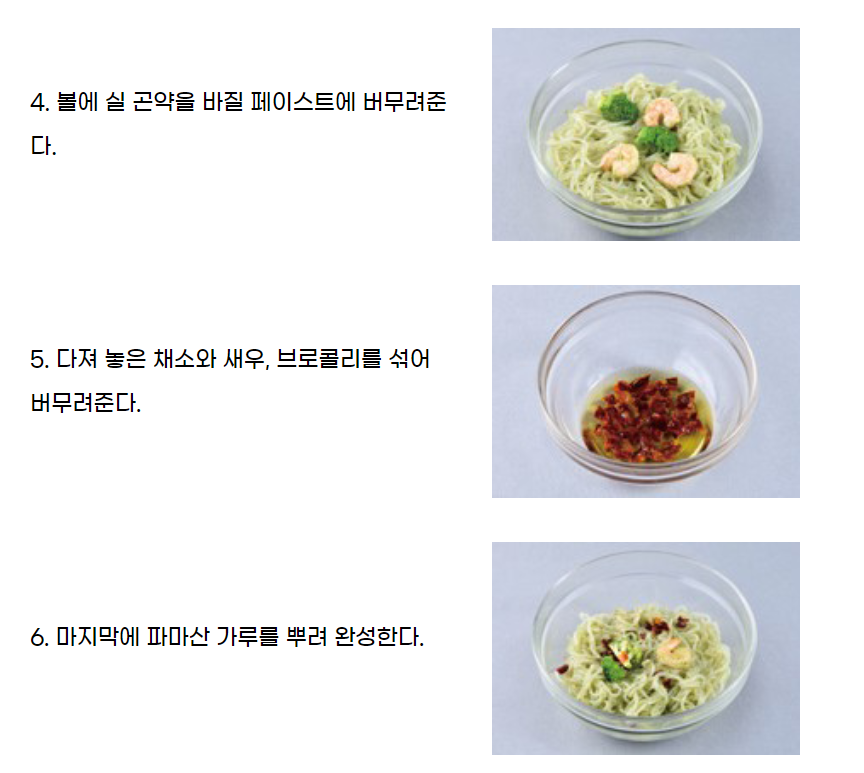 4. 볼에 실 곤약을 바질 페이스트에 버무려준
다.
5. 다져 놓은 채소와 새우, 브로콜리를 섞어
버무려준다.
6. 마지막에 파마산 가루를 뿌려 완성한다.